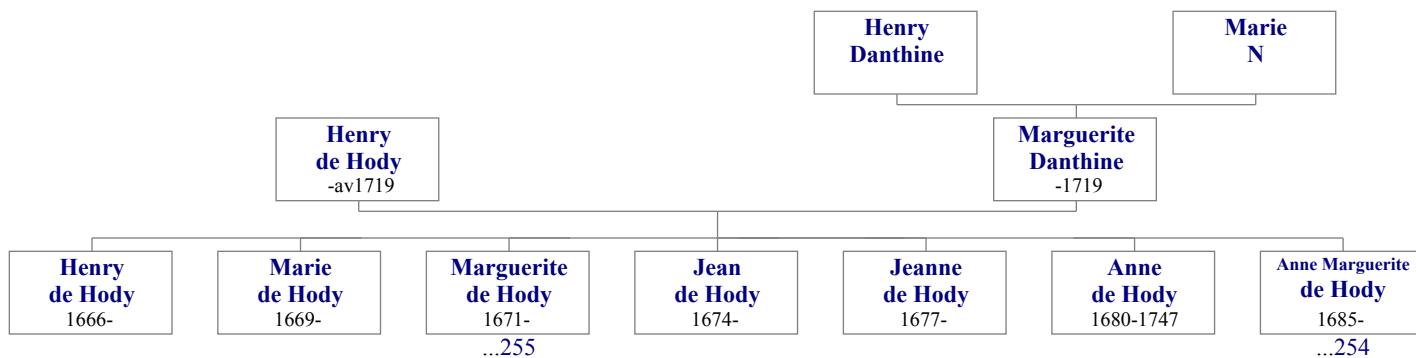 Henry
Danthine
Marie
N
Henry
de Hody
-av1719
Marguerite
Danthine
-1719
Henry
de Hody
1666-
Marie
de Hody
1669-
Marguerite
de Hody
1671-
...255
Jean
de Hody
1674-
Jeanne
de Hody
1677-
Anne
de Hody
1680-1747
Anne Marguerite
de Hody
1685-
...254